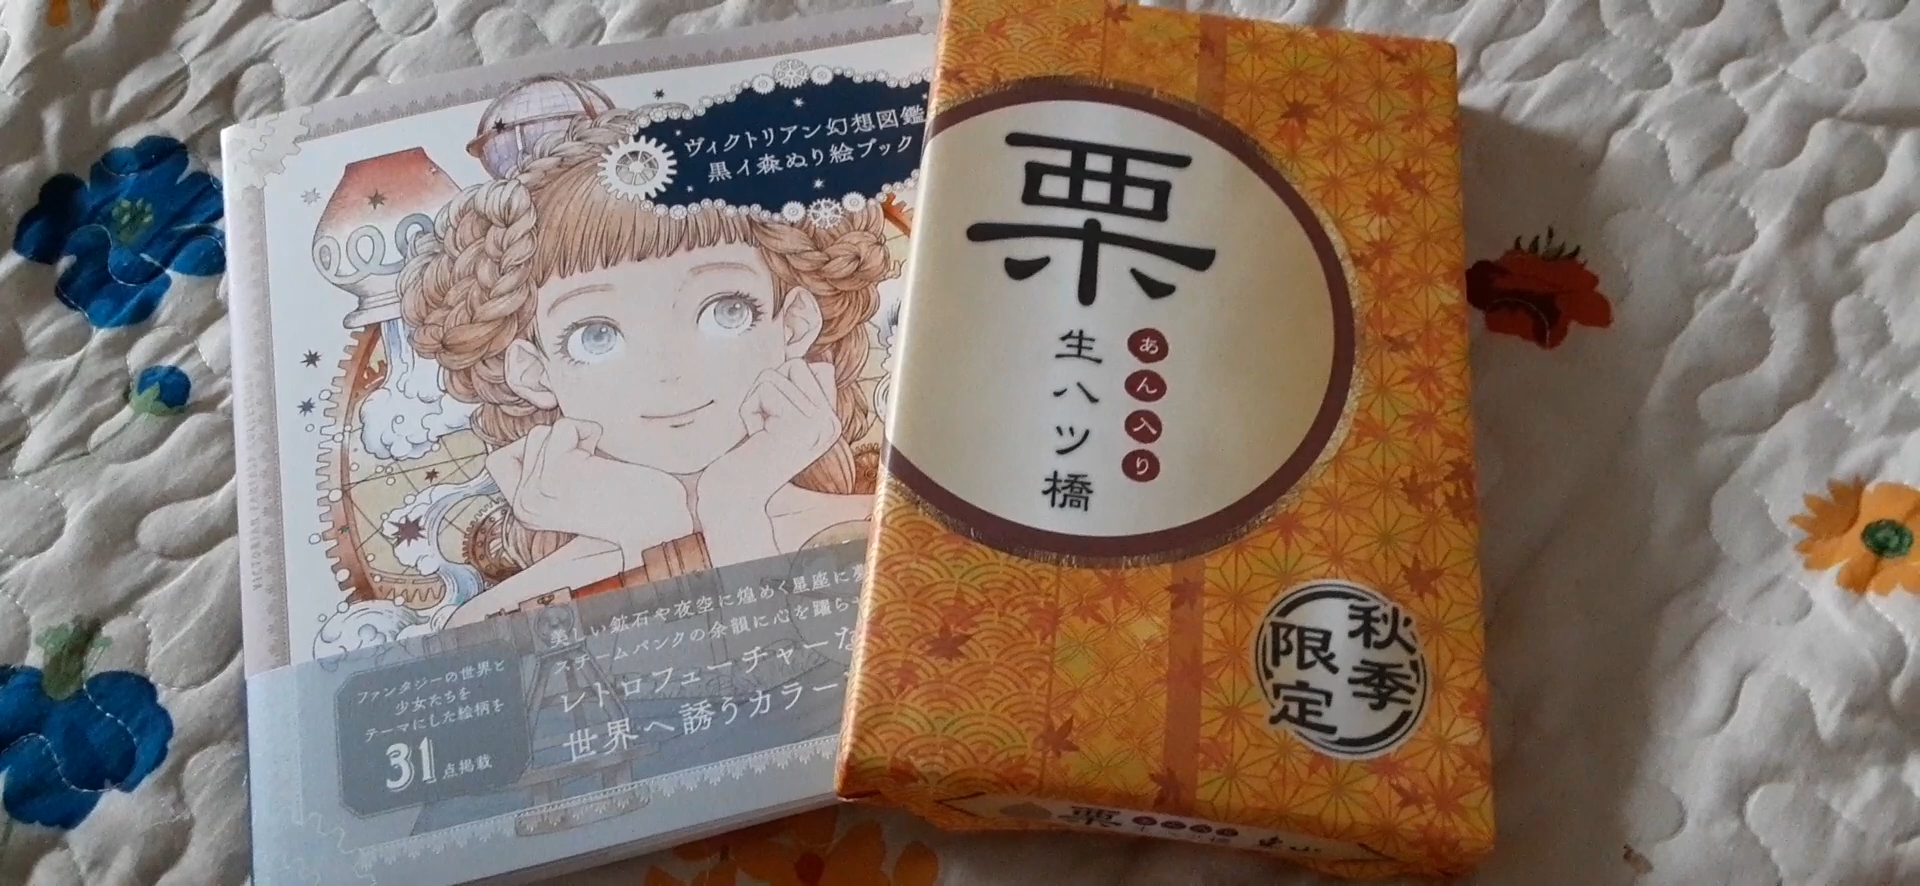 ヴィクトリアン幻想図鑑
黒イ森ぬり絵ブック
美しい鉱石や夜空に煌めく星座に
スチームパンクの余韻に心を躍ら
レトロフューチャーな
世界へ誘うカラー
ファンタジーの世界と
少女たちを
テーマにした絵柄を
31点掲載
栗
あん入り
生八ツ橋
秋季
限定
栗